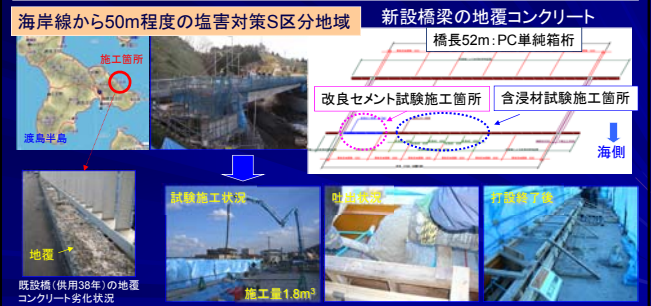 海岸線から50m程度の塩害対策S区分地域
新設橋梁の地覆コンクリート
橋長52m:PC単純箱桁
施工箇所
渡島半島
改良セメント試験施工箇所
含浸材試験施工箇所
海側
地覆
既設橋(供用38年)の地覆
コンクリート劣化状況
試験施工状況
施工量1.8m³
吐出状況
打設終了後